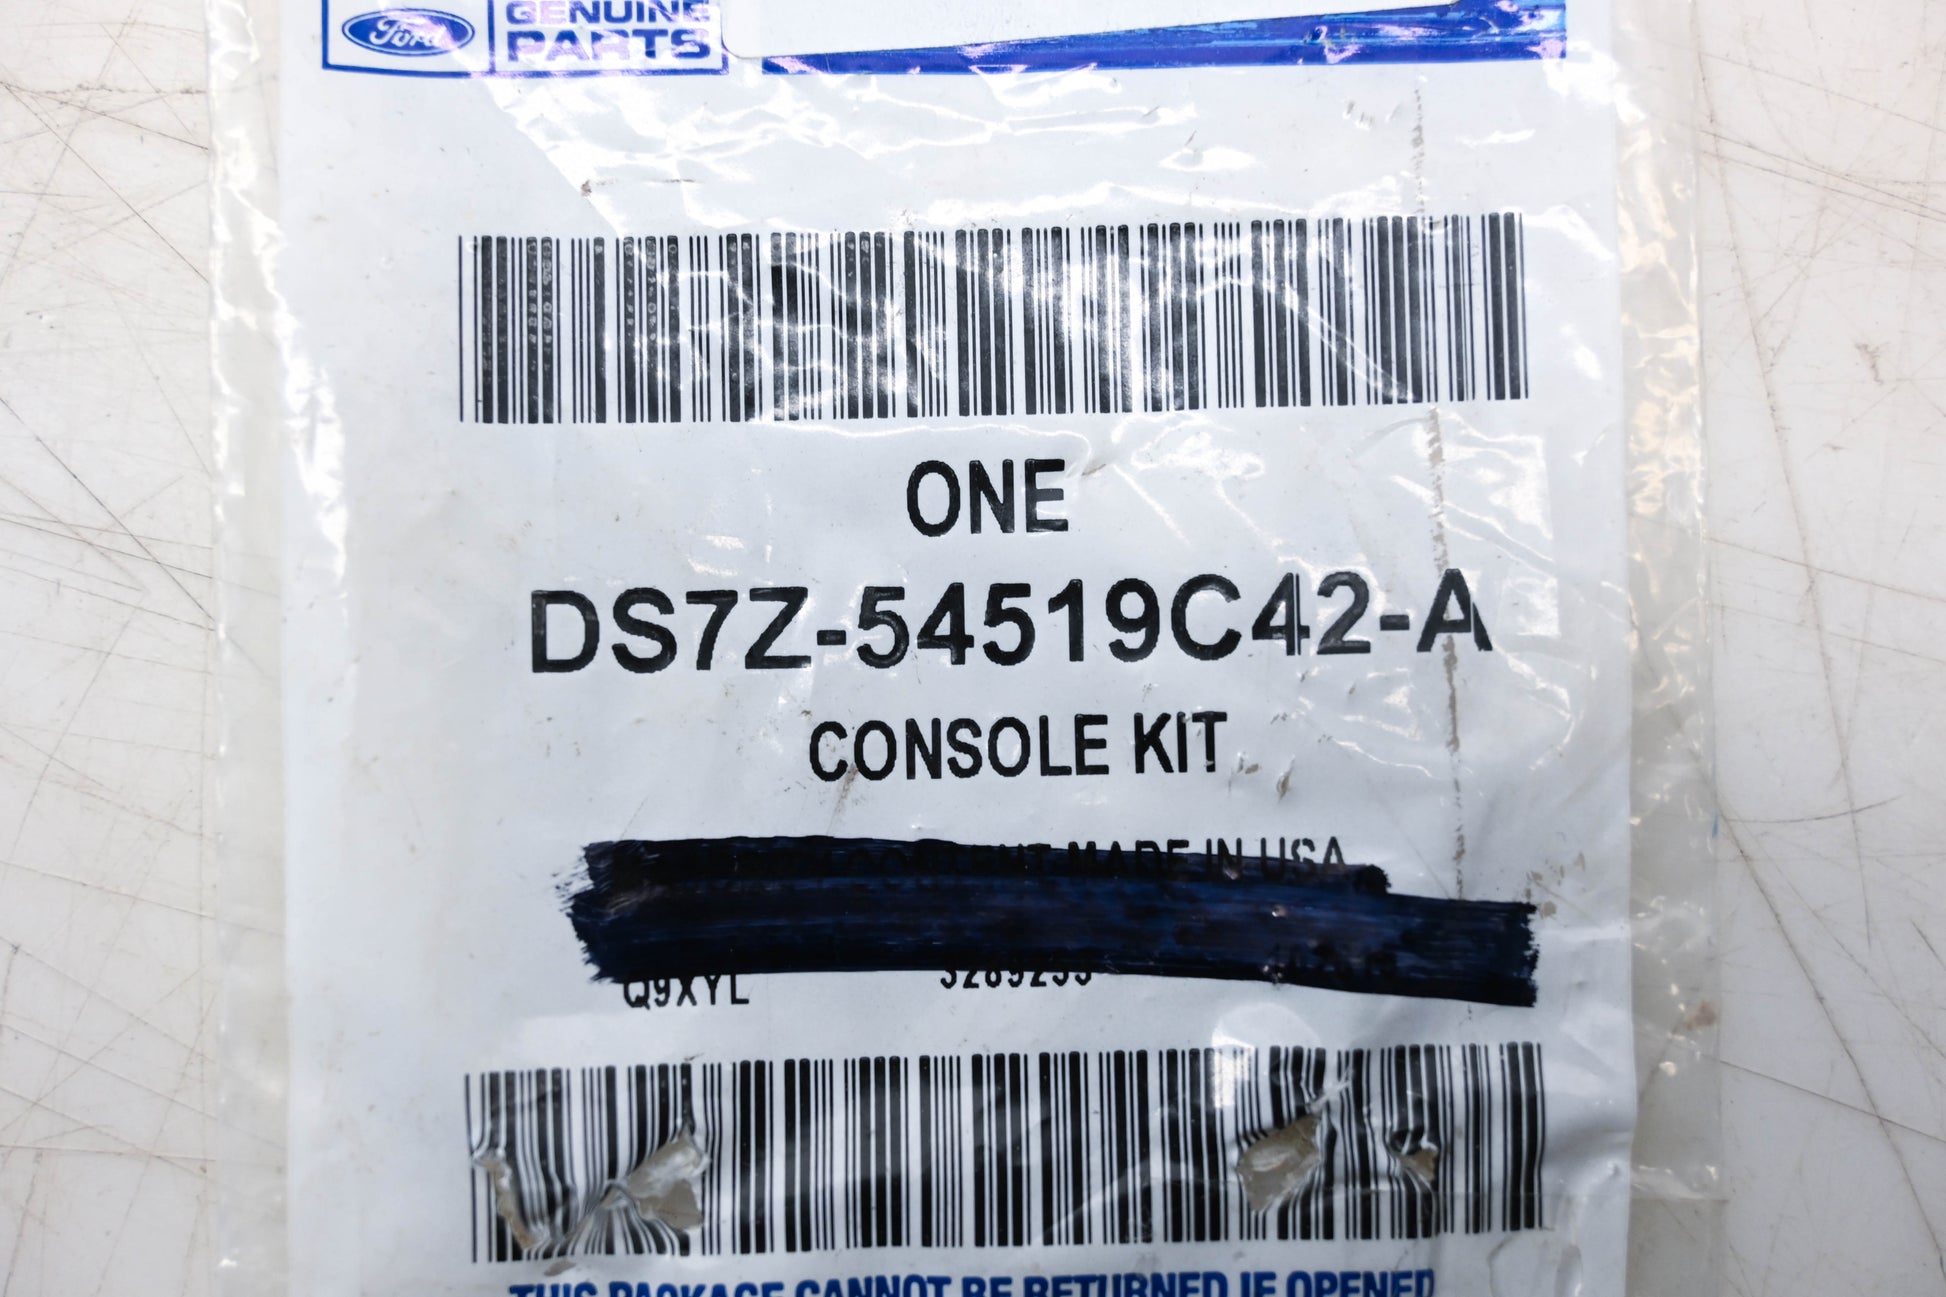 Ford
GENUINE
PARTS
ONE
DS7Z-54519C42-A
CONSOLE KIT
MADE IN USA
Q9XYL 3289299
THIS PACKAGE CANNOT BE RETURNED IF OPENED